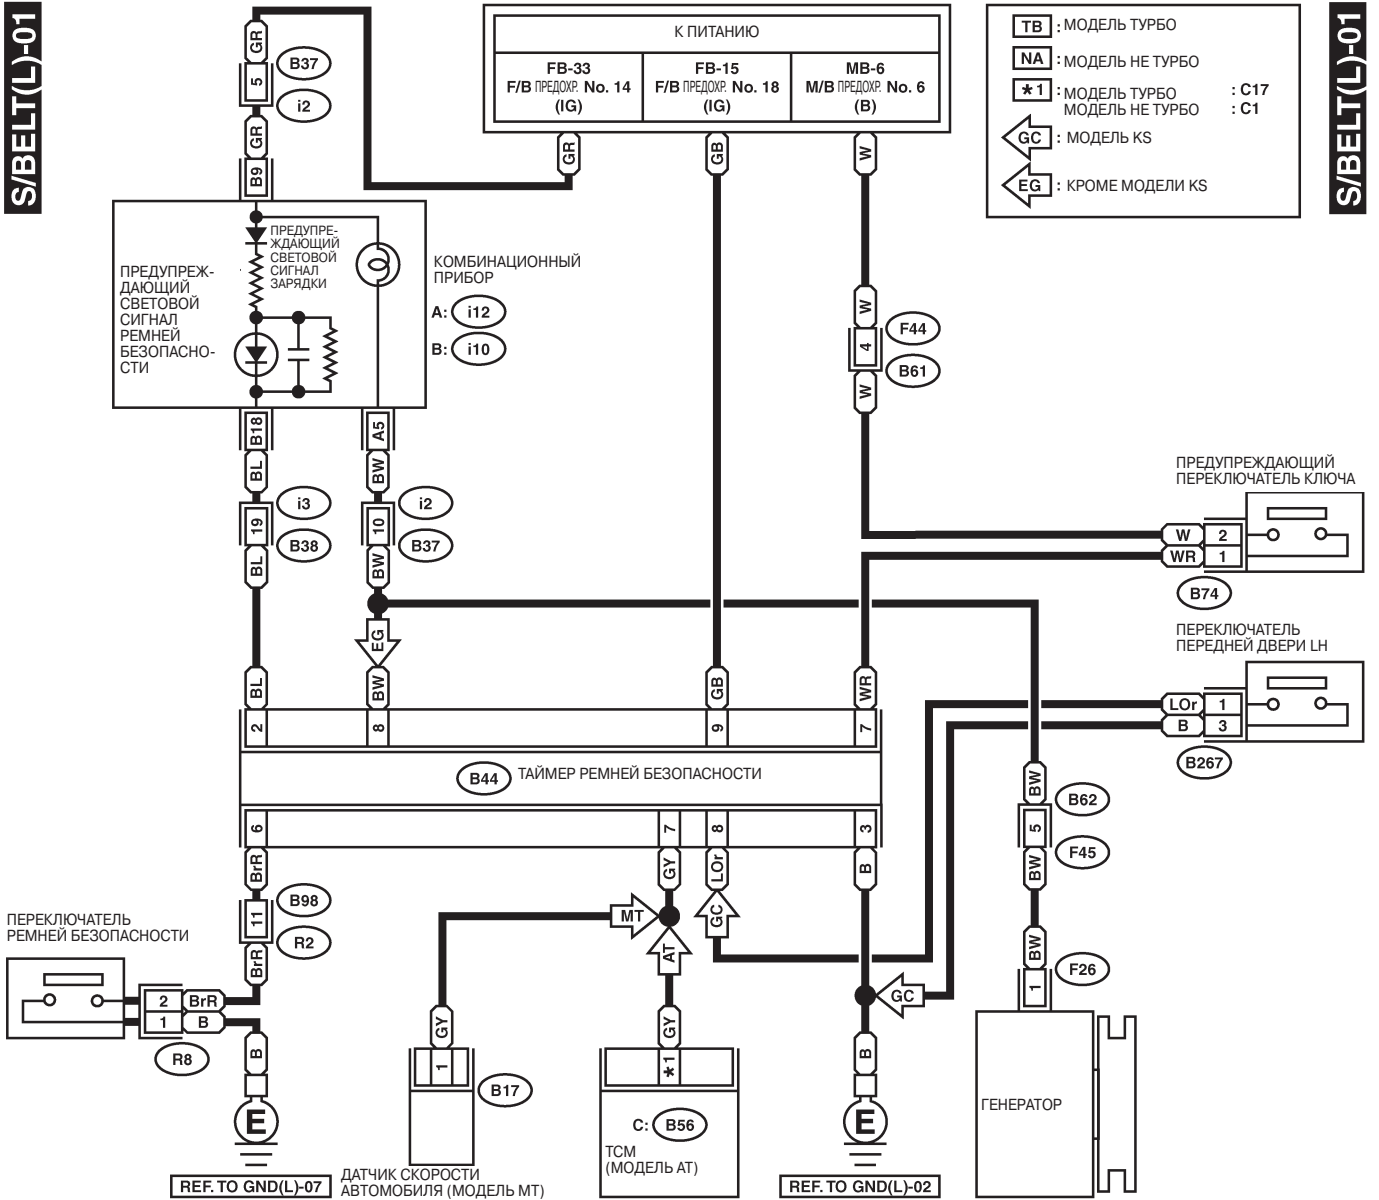 S/BELT(L)-01
S/BELT(L)-01
К ПИТАНИЮ
FB-33
F/B ПРЕДОХР. No. 14
(IG)
FB-15
F/B ПРЕДОХР. No. 18
(IG)
MB-6
M/B ПРЕДОХР. No. 6
(B)
TB : МОДЕЛЬ ТУРБО
NA : МОДЕЛЬ НЕ ТУРБО
*1 : МОДЕЛЬ ТУРБО : C17
МОДЕЛЬ НЕ ТУРБО : C1
GC : МОДЕЛЬ KS
EG : КРОМЕ МОДЕЛИ KS
GR
5
B37
i2
GR
B9
GR
GB
W
ПРЕДУПРЕЖ-
ДАЮЩИЙ
СВЕТОВОЙ
СИГНАЛ
РЕМНЕЙ
БЕЗОПАСНО-
СТИ
ПРЕДУПРЕ-
ЖДАЮЩИЙ
СВЕТОВОЙ
СИГНАЛ
ЗАРЯДКИ
КОМБИНАЦИОННЫЙ
ПРИБОР
A: i12
B: i10
W
4
W
F44
B61
B18
A5
BL
BW
19
i3
B38
10
i2
B37
BL
BW
EG
BL
BW
GB
WR
ПРЕДУПРЕЖДАЮЩИЙ
ПЕРЕКЛЮЧАТЕЛЬ КЛЮЧА
W 2
WR 1
B74
ПЕРЕКЛЮЧАТЕЛЬ
ПЕРЕДНЕЙ ДВЕРИ LH
LOr 1
B 3
B267
2
8
9
7
B44 ТАЙМЕР РЕМНЕЙ БЕЗОПАСНОСТИ
6
7
8
3
BrR
GY
LOr
B
BW
5
BW
B62
F45
11
B98
R2
BrR
MT
AT
GC
GC
BW
1
F26
ПЕРЕКЛЮЧАТЕЛЬ
РЕМНЕЙ БЕЗОПАСНОСТИ
2 BrR
1 B
R8
B
E
REF. TO GND(L)-07
GY
1
B17
ДАТЧИК СКОРОСТИ
АВТОМОБИЛЯ (МОДЕЛЬ MT)
GY
*1
C: B56
TCM
(МОДЕЛЬ AT)
B
E
REF. TO GND(L)-02
ГЕНЕРАТОР